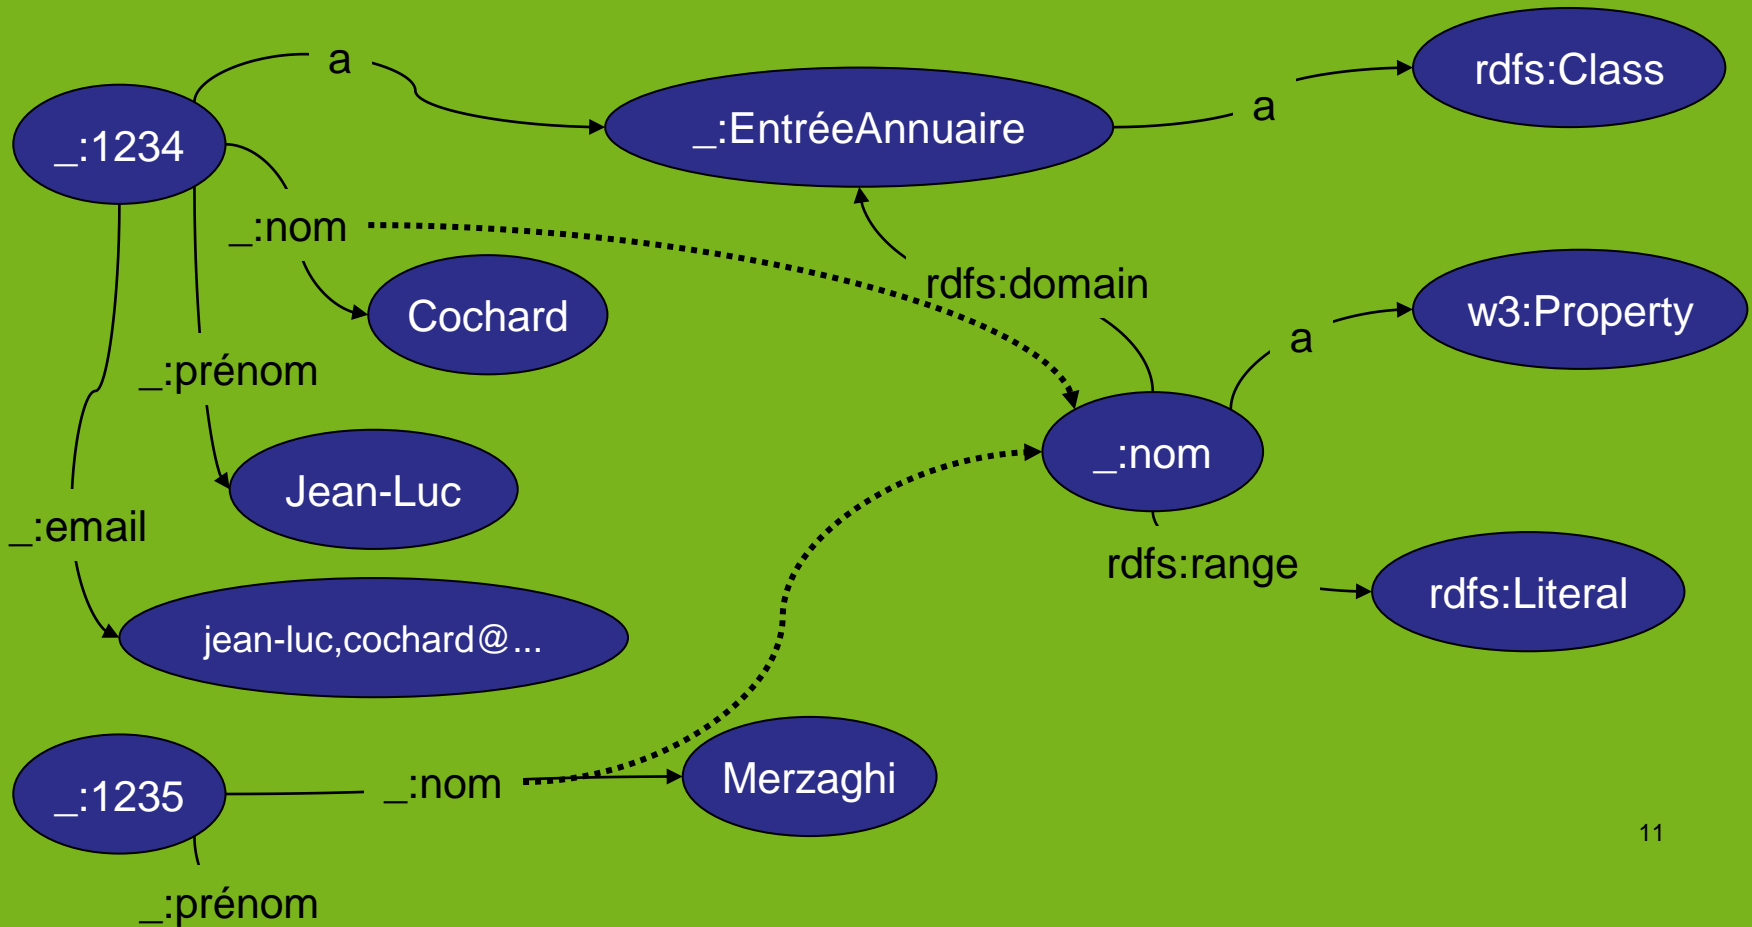 a
rdfs:Class
_:1234
_:EntréeAnnuaire
a
_:nom
rdfs:domain
Cochard
w3:Property
a
_:prénom
_:nom
Jean-Luc
_:email
rdfs:range
rdfs:Literal
jean-luc,cochard@...
_:1235
_:nom
Merzaghi
11
_:prénom